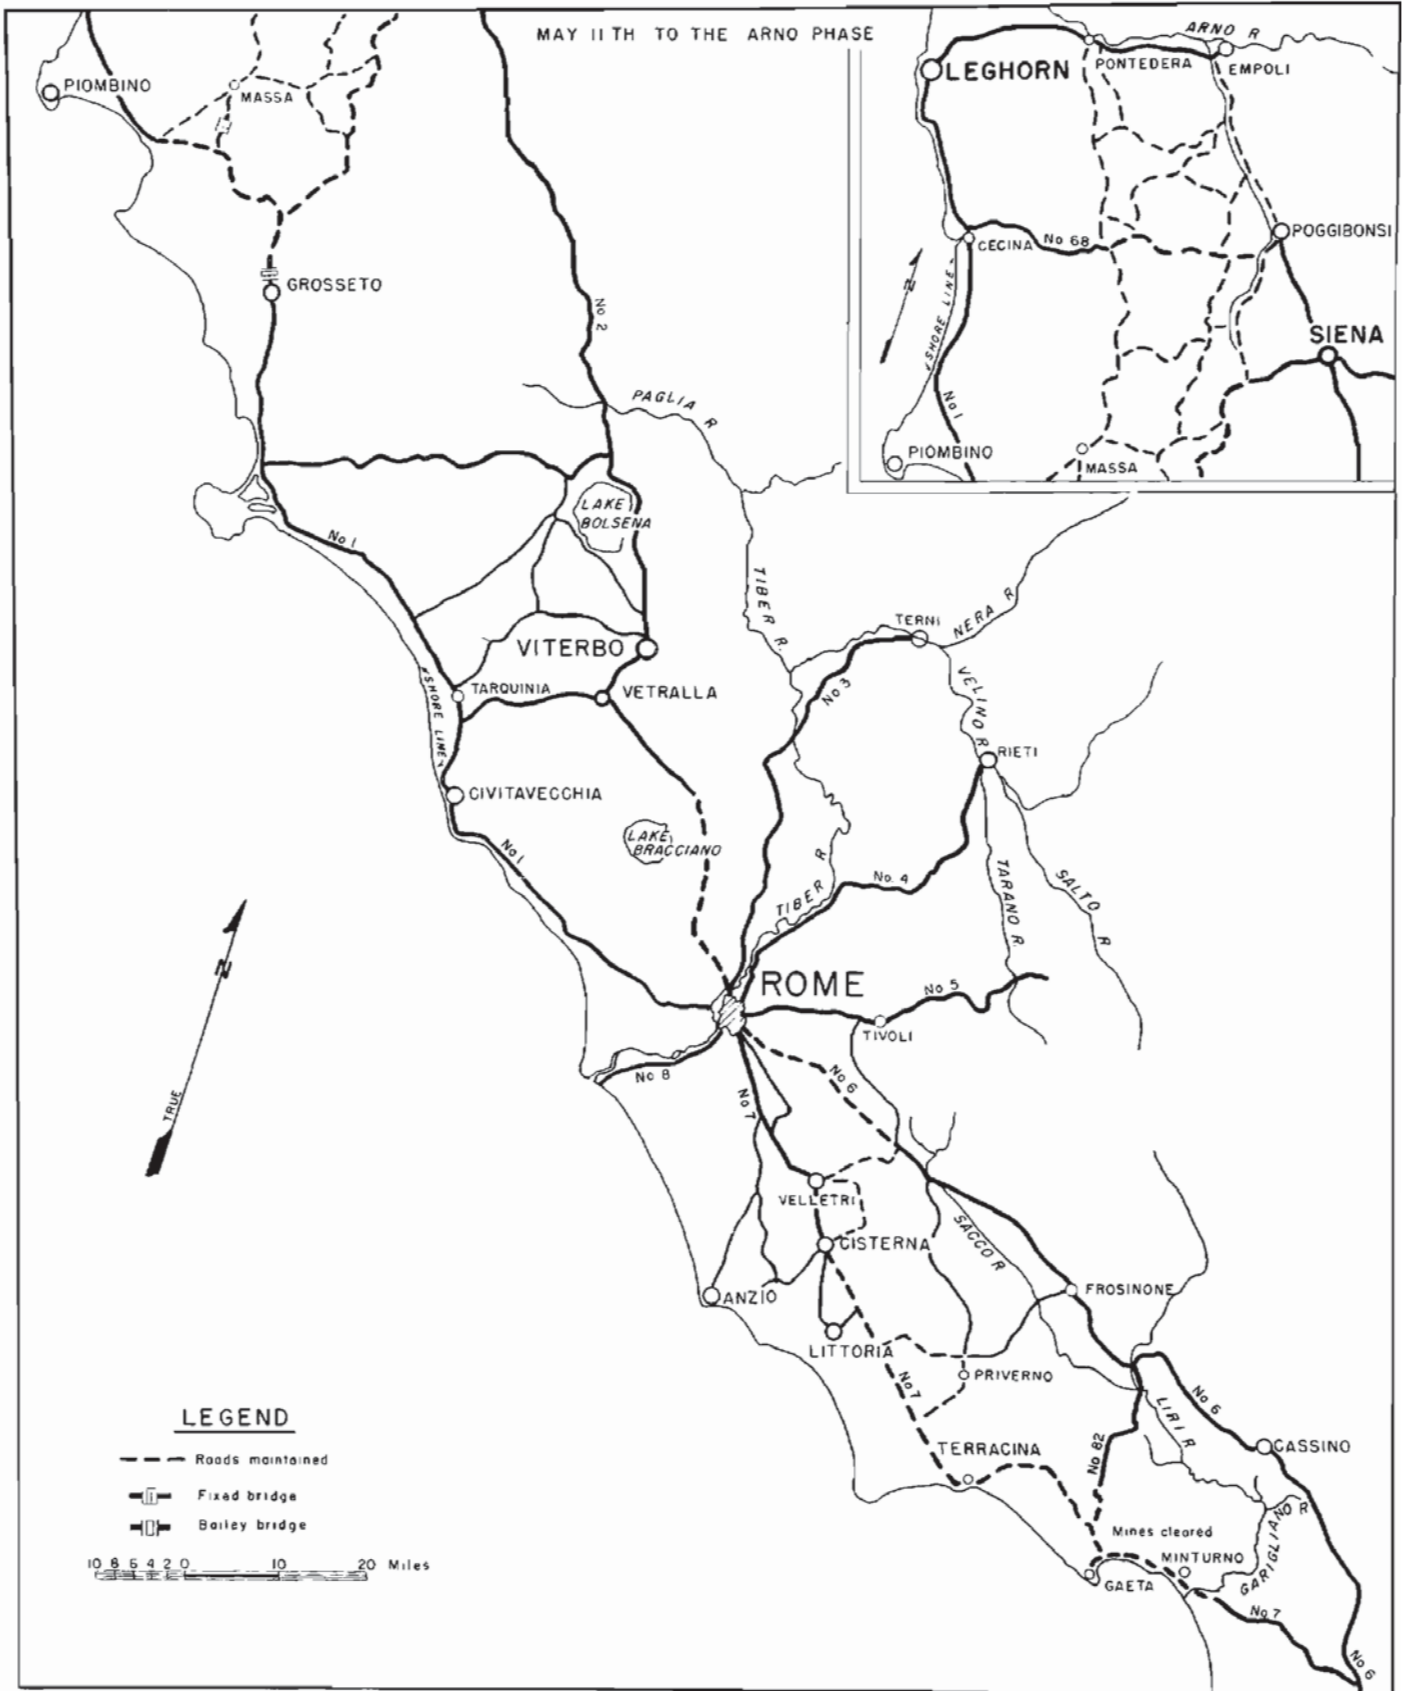 MAY 11TH TO THE ARNO PHASE
ARNO R
LEGHORN
PONTEDERA
EMPOLI
PIOMBINO
MASSA
POGGIBONSI
CECINA
No 68
GROSSETO
N
SHORE LINE
No 2
SIENA
PAGLIA R
No 1
PIOMBINO
MASSA
LAKE
BOLSENA
No 1
TIBER R.
TERNI
NERA R
VITERBO
VELINO R
TARQUINIA
VETRALLA
No 3
SHORE LINE
RIETI
CIVITAVECCHIA
LAKE
BRACCIANO
No 1
TIBER R
No. 4
TARANO R.
SALTO R
N
TRUE
ROME
No 5
TIVOLI
No 8
No 6
No 7
VELLETRI
SACCO R
CISTERNA
ANZIO
FROSINONE
LITTORIA
PRIVERNO
No 7
No 6
LIRI R
LEGEND
Roads maintained
Fixed bridge
Bailey bridge
10 8 6 4 2 0 10 20 Miles
TERRACINA
No 82
CASSINO
Mines cleared
MINTURNO
GARIGLIANO R
GAETA
No 7
No 6